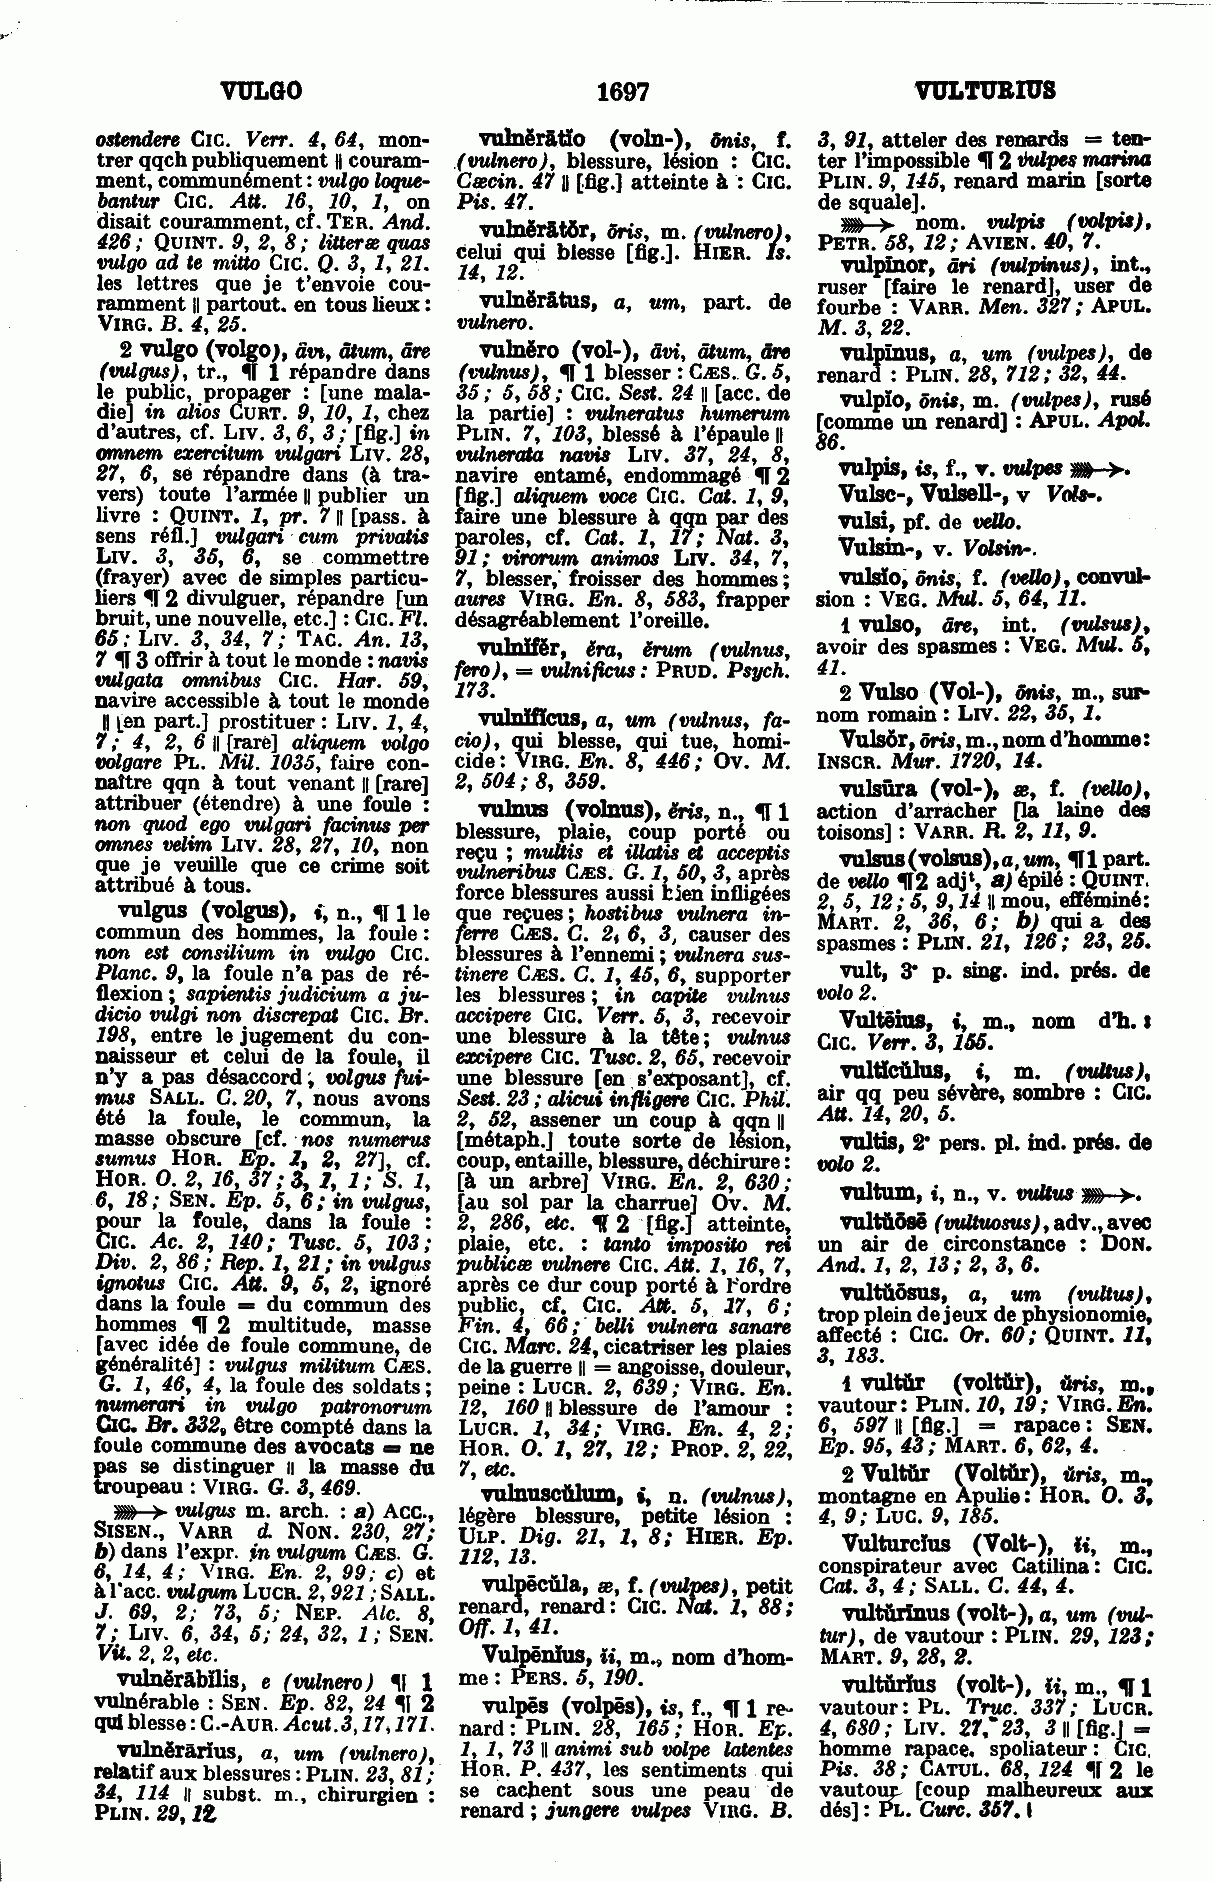 VULGO
1697
VULTURIUS
ostendere CIC. Verr. 4, 64, mon-
trer qqch publiquement || couram-
ment, communément : vulgo loque-
bantur CIC. Att. 16, 10, 1, on
disait couramment, cf. TER. And.
426 ; QUINT. 9, 2, 8 ; litteræ quas
vulgo ad te mitto CIC. Q. 3, 1, 21.
les lettres que je t'envoie cou-
ramment || partout. en tous lieux :
VIRG. B. 4, 25.
2 vulgo (volgo), āvi, ātum, āre
(vulgus), tr., ¶ 1 répandre dans
le public, propager : [une mala-
die] in alios CURT. 9, 10, 1, chez
d'autres, cf. LIV. 3, 6, 3 ; [fig.] in
omnem exercitum vulgari LIV. 28,
27, 6, se répandre dans (à tra-
vers) toute l'armée || publier un
livre : QUINT. 1, pr. 7 || [pass. à
sens réfl.] vulgari cum privatis
LIV. 3, 35, 6, se commettre
(frayer) avec de simples particu-
liers ¶ 2 divulguer, répandre [un
bruit, une nouvelle, etc.] : CIC. Fl.
65 ; LIV. 3, 34, 7 ; TAC. An. 13,
7 ¶ 3 offrir à tout le monde : navis
vulgata omnibus CIC. Har. 59,
navire accessible à tout le monde
|| [en part.] prostituer : LIV. 1, 4,
7 ; 4, 2, 6 || [rare] aliquem volgo
volgare PL. Mil. 1035, faire con-
naître qqn à tout venant || [rare]
attribuer (étendre) à une foule :
non quod ego vulgari facinus per
omnes velim LIV. 28, 27, 10, non
que je veuille que ce crime soit
attribué à tous.
vulgus (volgus), i, n., ¶ 1 le
commun des hommes, la foule :
non est consilium in vulgo CIC.
Planc. 9, la foule n'a pas de ré-
flexion ; sapientis judicium a ju-
dicio vulgi non discrepat CIC. Br.
198, entre le jugement du con-
naisseur et celui de la foule, il
n'y a pas désaccord ; volgus fui-
mus SALL. C. 20, 7, nous avons
été la foule, le commun, la
masse obscure [cf. nos numerus
sumus HOR. Ep. 1, 2, 27], cf.
HOR. O. 2, 16, 37 ; 3, 1, 1 ; S. 1,
6, 18 ; SEN. Ep. 5, 6 ; in vulgus,
pour la foule, dans la foule :
CIC. Ac. 2, 140 ; Tusc. 5, 103 ;
Div. 2, 86 ; Rep. 1, 21 ; in vulgus
ignotus CIC. Att. 9, 5, 2, ignoré
dans la foule = du commun des
hommes ¶ 2 multitude, masse
[avec idée de foule commune, de
généralité] : vulgus militum CÆS.
G. 1, 46, 4, la foule des soldats ;
numerari in vulgo patronorum
CIC. Br. 332, être compté dans la
foule commune des avocats = ne
pas se distinguer || la masse du
troupeau : VIRG. G. 3, 469.
➳ vulgus m. arch. : a) ACC.,
SISEN., VARR d. NON. 230, 27 ;
b) dans l'expr. in vulgum CÆS. G.
6, 14, 4 ; VIRG. En. 2, 99 ; c) et
à l'acc. vulgum LUCR. 2, 921 ; SALL.
J. 69, 2 ; 73, 5 ; NEP. Alc. 8,
7 ; LIV. 6, 34, 5 ; 24, 32, 1 ; SEN.
Vit. 2, 2, etc.
vulnĕrābĭlis, e (vulnero) ¶ 1
vulnérable : SEN. Ep. 82, 24 ¶ 2
qui blesse : C.-AUR. Acut. 3, 17, 171.
vulnĕrārĭus, a, um (vulnero),
relatif aux blessures : PLIN. 23, 81 ;
34, 114 || subst. m., chirurgien :
PLIN. 29, 12
vulnĕrātĭo (voln-), ōnis, f.
(vulnero), blessure, lésion : CIC.
Cæcin. 47 || [fig.] atteinte à : CIC.
Pis. 47.
vulnĕrātŏr, ōris, m. (vulnero),
celui qui blesse [fig.]. HIER. Is.
14, 12.
vulnĕrātus, a, um, part. de
vulnero.
vulnĕro (vol-), āvi, ātum, āre
(vulnus), ¶ 1 blesser : CÆS. G. 5,
35 ; 5, 58 ; CIC. Sest. 24 || [acc. de
la partie] : vulneratus humerum
PLIN. 7, 103, blessé à l'épaule ||
vulnerata navis LIV. 37, 24, 8,
navire entamé, endommagé ¶ 2
[fig.] aliquem voce CIC. Cat. 1, 9,
faire une blessure à qqn par des
paroles, cf. Cat. 1, 17 ; Nat. 3,
91 ; virorum animos LIV. 34, 7,
7, blesser, froisser des hommes ;
aures VIRG. En. 8, 583, frapper
désagréablement l'oreille.
vulnĭfĕr, ĕra, ĕrum (vulnus,
fero), = vulnificus : PRUD. Psych.
173.
vulnĭfĭcus, a, um (vulnus, fa-
cio), qui blesse, qui tue, homi-
cide : VIRG. En. 8, 446 ; OV. M.
2, 504 ; 8, 359.
vulnus (volnus), ĕris, n., ¶ 1
blessure, plaie, coup porté ou
reçu ; multis et illatis et acceptis
vulneribus CÆS. G. 1, 50, 3, après
force blessures aussi bien infligées
que reçues ; hostibus vulnera in-
ferre CÆS. C. 2, 6, 3, causer des
blessures à l'ennemi ; vulnera sus-
tinere CÆS. C. 1, 45, 6, supporter
les blessures ; in capite vulnus
accipere CIC. Verr. 5, 3, recevoir
une blessure à la tête ; vulnus
excipere CIC. Tusc. 2, 65, recevoir
une blessure [en s'exposant], cf.
Sest. 23 ; alicui infligere CIC. Phil.
2, 52, assener un coup à qqn ||
[métaph.] toute sorte de lésion,
coup, entaille, blessure, déchirure :
[à un arbre] VIRG. En. 2, 630 ;
[au sol par la charrue] OV. M.
2, 286, etc. ¶ 2 [fig.] atteinte,
plaie, etc. : tanto imposito rei
publicæ vulnere CIC. Att. 1, 16, 7,
après ce dur coup porté à l'ordre
public, cf. CIC. Att. 5, 17, 6 ;
Fin. 4, 66 ; belli vulnera sanare
CIC. Marc. 24, cicatriser les plaies
de la guerre || = angoisse, douleur,
peine : LUCR. 2, 639 ; VIRG. En.
12, 160 || blessure de l'amour :
LUCR. 1, 34 ; VIRG. En. 4, 2 ;
HOR. O. 1, 27, 12 ; PROP. 2, 22,
7, etc.
vulnuscŭlum, i, n. (vulnus),
légère blessure, petite lésion :
ULP. Dig. 21, 1, 8 ; HIER. Ep.
112, 13.
vulpēcŭla, æ, f. (vulpes), petit
renard, renard : CIC. Nat. 1, 88 ;
Off. 1, 41.
Vulpēnĭus, ĭi, m., nom d'hom-
me : PERS. 5, 190.
vulpēs (volpēs), is, f., ¶ 1 re-
nard : PLIN. 28, 165 ; HOR. Ep.
1, 1, 73 || animi sub volpe latentes
HOR. P. 437, les sentiments qui
se cachent sous une peau de
renard ; jungere vulpes VIRG. B.
3, 91, atteler des renards = ten-
ter l'impossible ¶ 2 vulpes marina
PLIN. 9, 145, renard marin [sorte
de squale].
➳ nom. vulpis (volpis),
PETR. 58, 12 ; AVIEN. 40, 7.
vulpīnor, āri (vulpinus), int.,
ruser [faire le renard], user de
fourbe : VARR. Men. 327 ; APUL.
M. 3, 22.
vulpīnus, a, um (vulpes), de
renard : PLIN. 28, 712 ; 32, 44.
vulpĭo, ōnis, m. (vulpes), rusé
[comme un renard] : APUL. Apol.
86.
vulpis, is, f., v. vulpes ➳.
Vulsc-, Vulsell-, v Vols-.
vulsi, pf. de vello.
Vulsin-, v. Volsin-.
vulsĭo, ōnis, f. (vello), convul-
sion : VEG. Mul. 5, 64, 11.
1 vulso, āre, int. (vulsus),
avoir des spasmes : VEG. Mul. 5,
41.
2 Vulso (Vol-), ōnis, m., sur-
nom romain : LIV. 22, 35, 1.
Vulsŏr, ōris, m., nom d'homme :
INSCR. Mur. 1720, 14.
vulsūra (vol-), æ, f. (vello),
action d'arracher [la laine des
toisons] : VARR. R. 2, 11, 9.
vulsus (volsus), a, um, ¶ 1 part.
de vello ¶ 2 adjt, a) épilé : QUINT.
2, 5, 12 ; 5, 9, 14 || mou, efféminé :
MART. 2, 36, 6 ; b) qui a des
spasmes : PLIN. 21, 126 ; 23, 25.
vult, 3e p. sing. ind. prés. de
volo 2.
Vultēius, i, m., nom d'h. :
CIC. Verr. 3, 155.
vultĭcŭlus, i, m. (vultus),
air qq peu sévère, sombre : CIC.
Att. 14, 20, 5.
vultis, 2e pers. pl. ind. prés. de
volo 2.
vultum, i, n., v. vultus ➳.
vultŭōsē (vultuosus), adv., avec
un air de circonstance : DON.
And. 1, 2, 13 ; 2, 3, 6.
vultŭōsus, a, um (vultus),
trop plein de jeux de physionomie,
affecté : CIC. Or. 60 ; QUINT. 11,
3, 183.
1 vultŭr (voltŭr), ŭris, m.,
vautour : PLIN. 10, 19 ; VIRG. En.
6, 597 || [fig.] = rapace : SEN.
Ep. 95, 43 ; MART. 6, 62, 4.
2 Vultŭr (Voltŭr), ŭris, m.,
montagne en Apulie : HOR. O. 3,
4, 9 ; LUC. 9, 185.
Vulturcĭus (Volt-), ĭi, m.,
conspirateur avec Catilina : CIC.
Cat. 3, 4 ; SALL. C. 44, 4.
vultŭrīnus (volt-), a, um (vul-
tur), de vautour : PLIN. 29, 123 ;
MART. 9, 28, 2.
vultŭrĭus (volt-), ĭi, m., ¶ 1
vautour : PL. Truc. 337 ; LUCR.
4, 680 ; LIV. 27, 23, 3 || [fig.] =
homme rapace. spoliateur : CIC.
Pis. 38 ; CATUL. 68, 124 ¶ 2 le
vautour [coup malheureux aux
dés] : PL. Curc. 357.